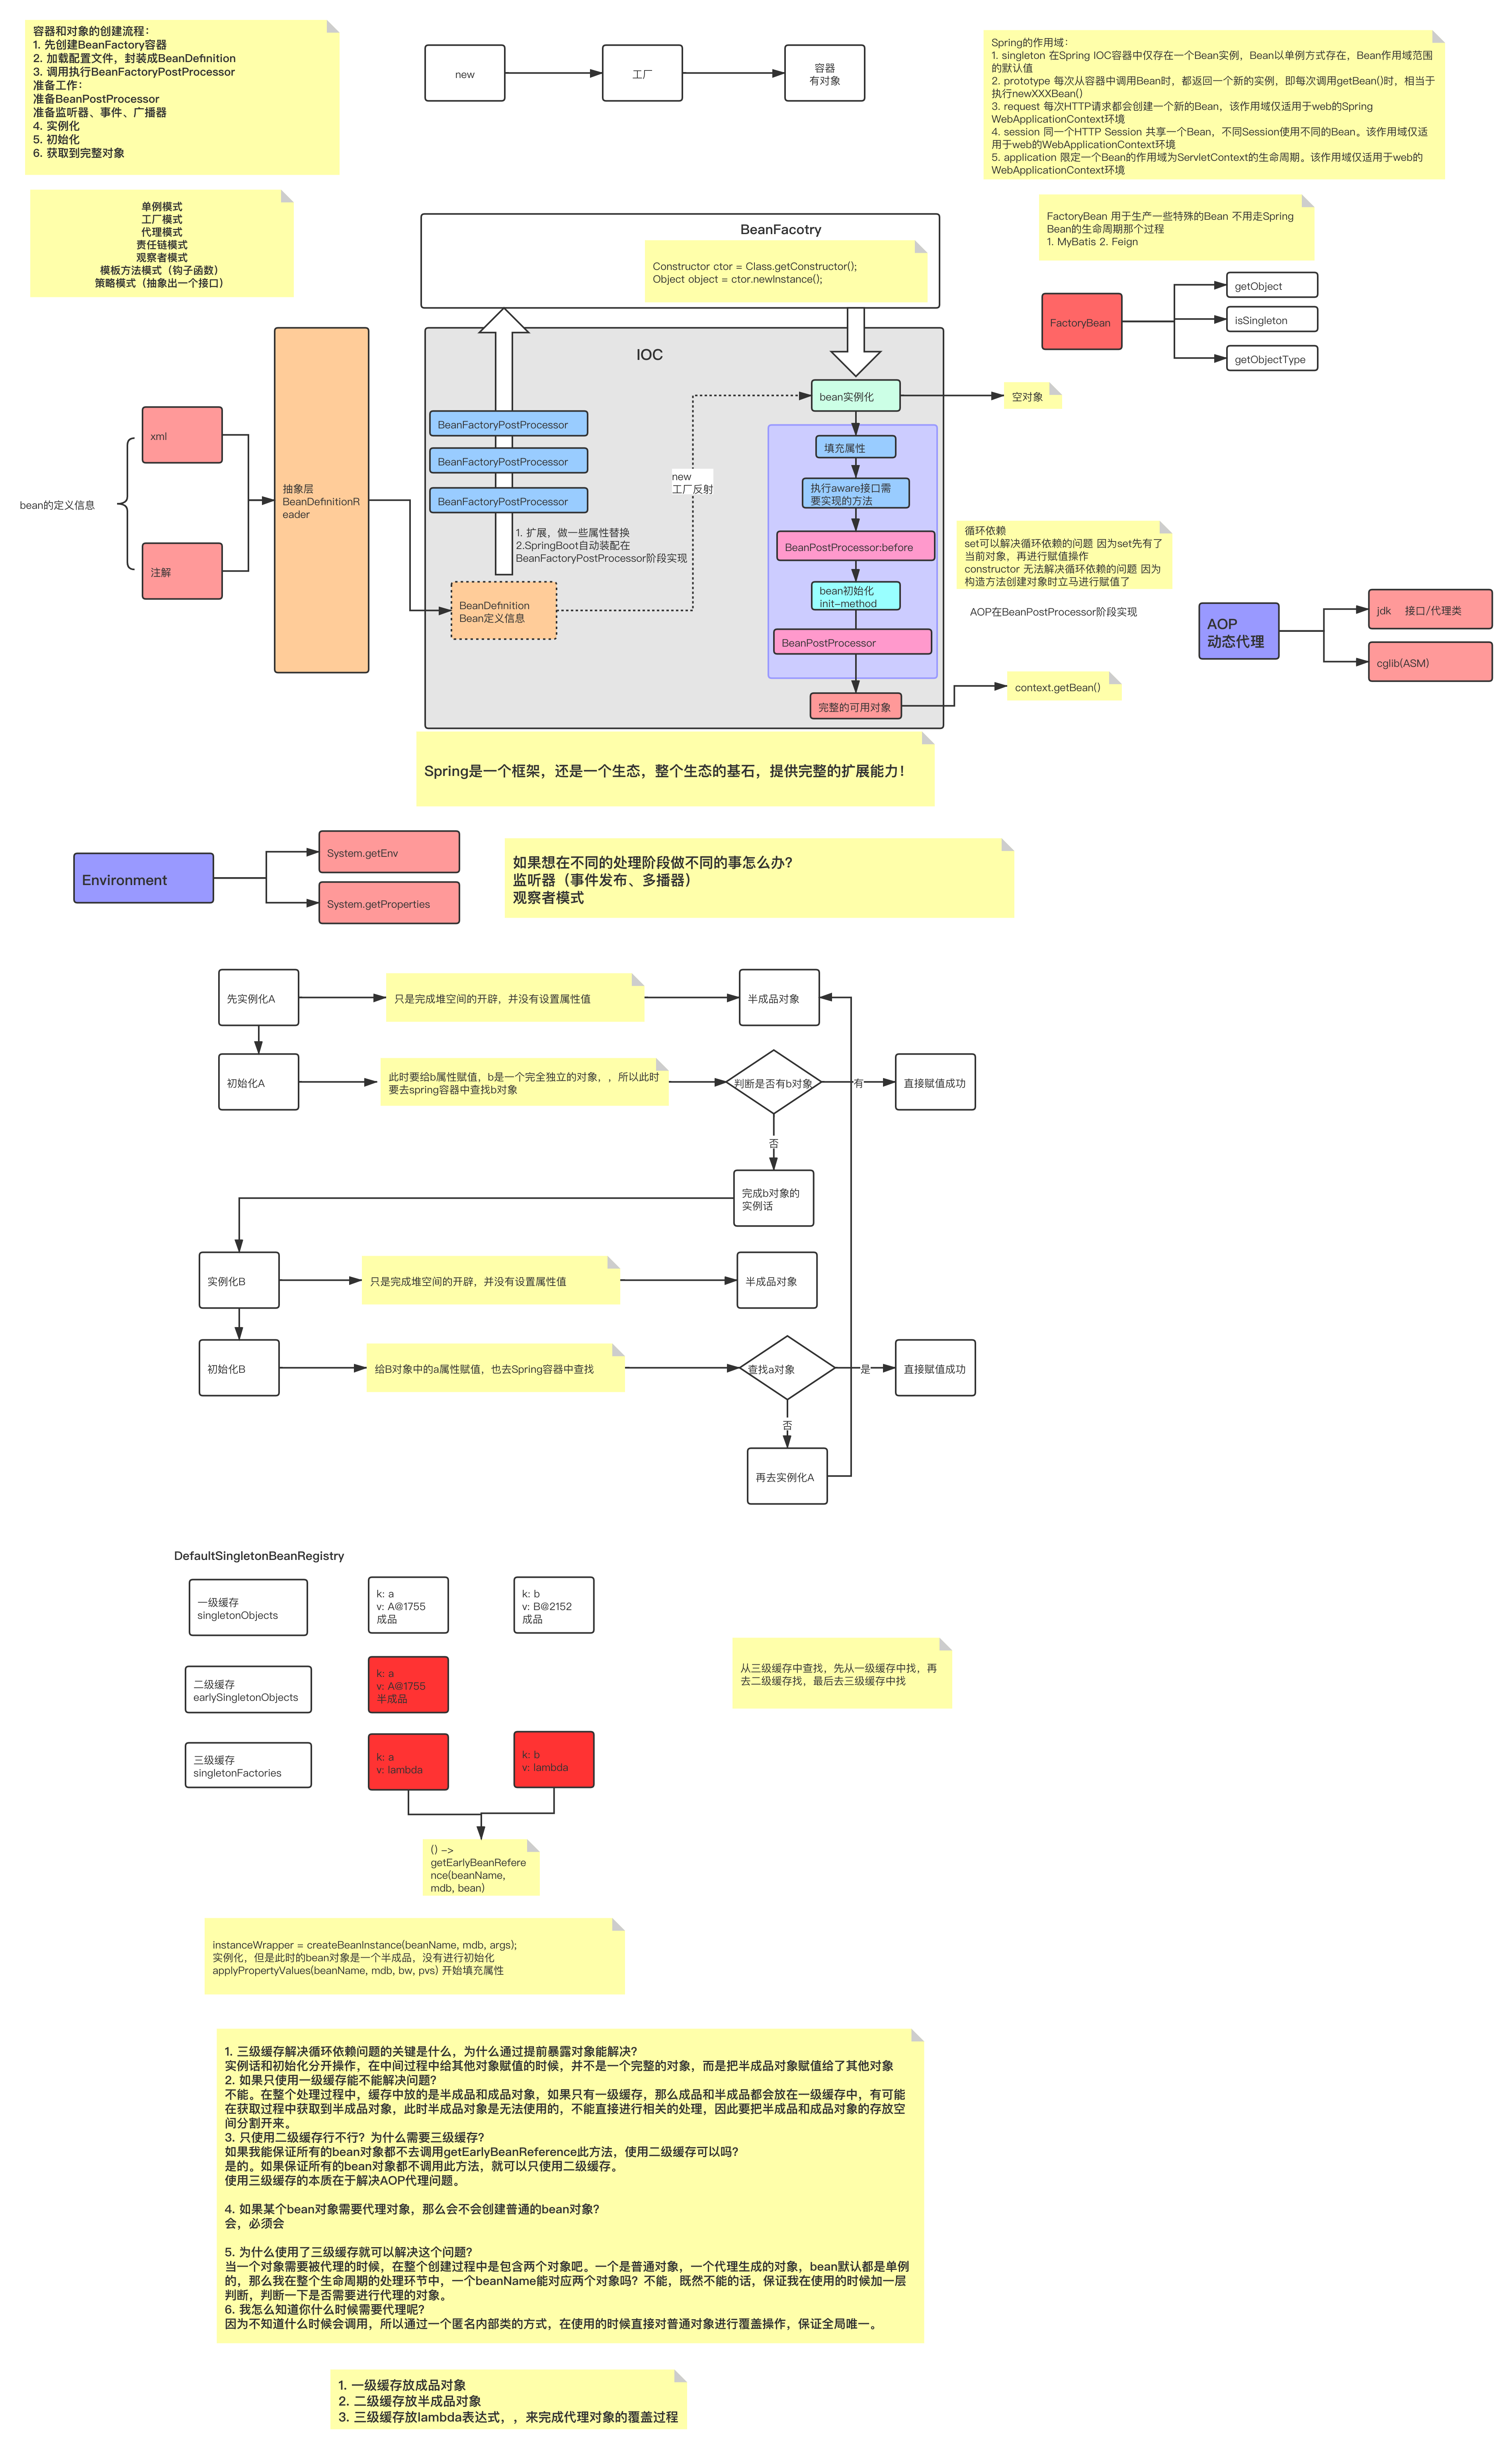 容器和对象的创建流程：
1. 先创建BeanFactory容器
2. 加载配置文件，封装成BeanDefinition
3. 调用执行BeanFactoryPostProcessor
准备工作：
准备BeanPostProcessor
准备监听器、事件、广播器
4. 实例化
5. 初始化
6. 获取到完整对象
new
工厂
容器
有对象
Spring的作用域：
1. singleton 在Spring IOC容器中仅存在一个Bean实例，Bean以单例方式存在，Bean作用域范围
的默认值
2. prototype 每次从容器中调用Bean时，都返回一个新的实例，即每次调用getBean()时，相当于
执行newXXXBean()
3. request 每次HTTP请求都会创建一个新的Bean，该作用域仅适用于web的Spring
WebApplicationContext环境
4. session 同一个HTTP Session 共享一个Bean，不同Session使用不同的Bean。该作用域仅适
用于web的WebApplicationContext环境
5. application 限定一个Bean的作用域为ServletContext的生命周期。该作用域仅适用于web的
WebApplicationContext环境
单例模式
工厂模式
代理模式
责任链模式
观察者模式
模板方法模式（钩子函数）
策略模式（抽象出一个接口）
BeanFacotry
Constructor ctor = Class.getConstructor();
Object object = ctor.newInstance();
FactoryBean 用于生产一些特殊的Bean 不用走Spring
Bean的生命周期那个过程
1. MyBatis 2. Feign
FactoryBean
getObject
isSingleton
getObjectType
bean的定义信息
xml
注解
抽象层
BeanDefinitionR
eader
IOC
BeanFactoryPostProcessor
BeanFactoryPostProcessor
BeanFactoryPostProcessor
1. 扩展，做一些属性替换
2.SpringBoot自动装配在
BeanFactoryPostProcessor阶段实现
BeanDefinition
Bean定义信息
new
工厂反射
bean实例化
空对象
填充属性
执行aware接口需
要实现的方法
BeanPostProcessor:before
bean初始化
init-method
BeanPostProcessor
完整的可用对象
context.getBean()
循环依赖
set可以解决循环依赖的问题 因为set先有了
当前对象，再进行赋值操作
constructor 无法解决循环依赖的问题 因为
构造方法创建对象时立马进行赋值了
AOP在BeanPostProcessor阶段实现
AOP
动态代理
jdk 接口/代理类
cglib(ASM)
Spring是一个框架，还是一个生态，整个生态的基石，提供完整的扩展能力！
Environment
System.getEnv
System.getProperties
如果想在不同的处理阶段做不同的事怎么办？
监听器（事件发布、多播器）
观察者模式
先实例化A
只是完成堆空间的开辟，并没有设置属性值
半成品对象
初始化A
此时要给b属性赋值，b是一个完全独立的对象，，所以此时
要去spring容器中查找b对象
判断是否有b对象
有
直接赋值成功
否
完成b对象的
实例话
实例化B
只是完成堆空间的开辟，并没有设置属性值
半成品对象
初始化B
给B对象中的a属性赋值，也去Spring容器中查找
查找a对象
是
直接赋值成功
否
再去实例化A
DefaultSingletonBeanRegistry
一级缓存
singletonObjects
k: a
v: A@1755
成品
k: b
v: B@2152
成品
二级缓存
earlySingletonObjects
k: a
v: A@1755
半成品
从三级缓存中查找，先从一级缓存中找，再
去二级缓存找，最后去三级缓存中找
三级缓存
singletonFactories
k: a
v: lambda
k: b
v: lambda
() ->
getEarlyBeanRefere
nce(beanName,
mdb, bean)
instanceWrapper = createBeanInstance(beanName, mdb, args);
实例化，但是此时的bean对象是一个半成品，没有进行初始化
applyPropertyValues(beanName, mdb, bw, pvs) 开始填充属性
1. 三级缓存解决循环依赖问题的关键是什么，为什么通过提前暴露对象能解决？
实例话和初始化分开操作，在中间过程中给其他对象赋值的时候，并不是一个完整的对象，而是把半成品对象赋值给了其他对象
2. 如果只使用一级缓存能不能解决问题？
不能。在整个处理过程中，缓存中放的是半成品和成品对象，如果只有一级缓存，那么成品和半成品都会放在一级缓存中，有可能
在获取过程中获取到半成品对象，此时半成品对象是无法使用的，不能直接进行相关的处理，因此要把半成品和成品对象的存放空
间分割开来。
3. 只使用二级缓存行不行？为什么需要三级缓存？
如果我能保证所有的bean对象都不去调用getEarlyBeanReference此方法，使用二级缓存可以吗？
是的。如果保证所有的bean对象都不调用此方法，就可以只使用二级缓存。
使用三级缓存的本质在于解决AOP代理问题。
4. 如果某个bean对象需要代理对象，那么会不会创建普通的bean对象？
会，必须会
5. 为什么使用了三级缓存就可以解决这个问题？
当一个对象需要被代理的时候，在整个创建过程中是包含两个对象吧。一个是普通对象，一个代理生成的对象，bean默认都是单例
的，那么我在整个生命周期的处理环节中，一个beanName能对应两个对象吗？不能，既然不能的话，保证我在使用的时候加一层
判断，判断一下是否需要进行代理的对象。
6. 我怎么知道你什么时候需要代理呢？
因为不知道什么时候会调用，所以通过一个匿名内部类的方式，在使用的时候直接对普通对象进行覆盖操作，保证全局唯一。
1. 一级缓存放成品对象
2. 二级缓存放半成品对象
3. 三级缓存放lambda表达式，，来完成代理对象的覆盖过程